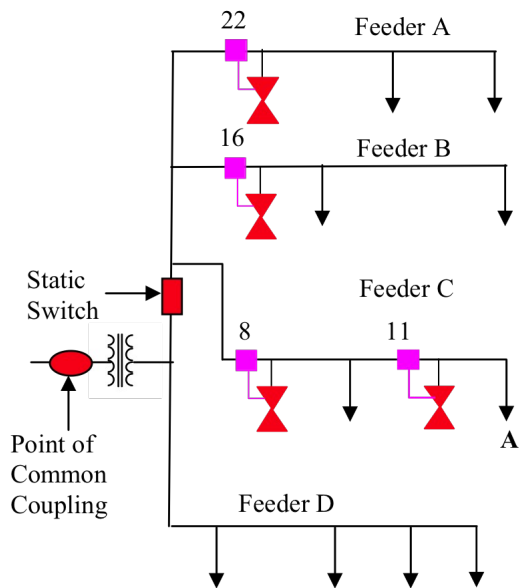 22
Feeder A
16
Feeder B
Static
Switch
Feeder C
8
11
A
Point of
Common
Coupling
Feeder D